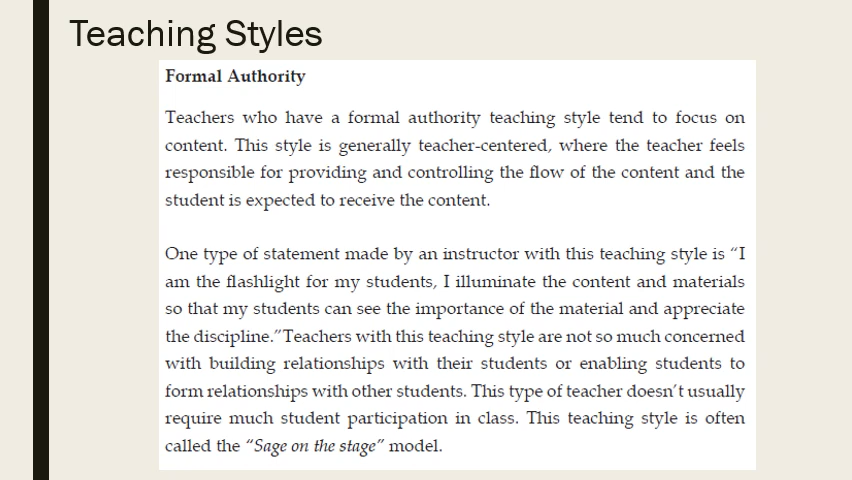 Teaching Styles
Formal Authority
Teachers who have a formal authority teaching style tend to focus on
content. This style is generally teacher-centered, where the teacher feels
responsible for providing and controlling the flow of the content and the
student is expected to receive the content.
One type of statement made by an instructor with this teaching style is “I
am the flashlight for my students, I illuminate the content and materials
so that my students can see the importance of the material and appreciate
the discipline.”Teachers with this teaching style are not so much concerned
with building relationships with their students or enabling students to
form relationships with other students. This type of teacher doesn’t usually
require much student participation in class. This teaching style is often
called the “Sage on the stage” model.